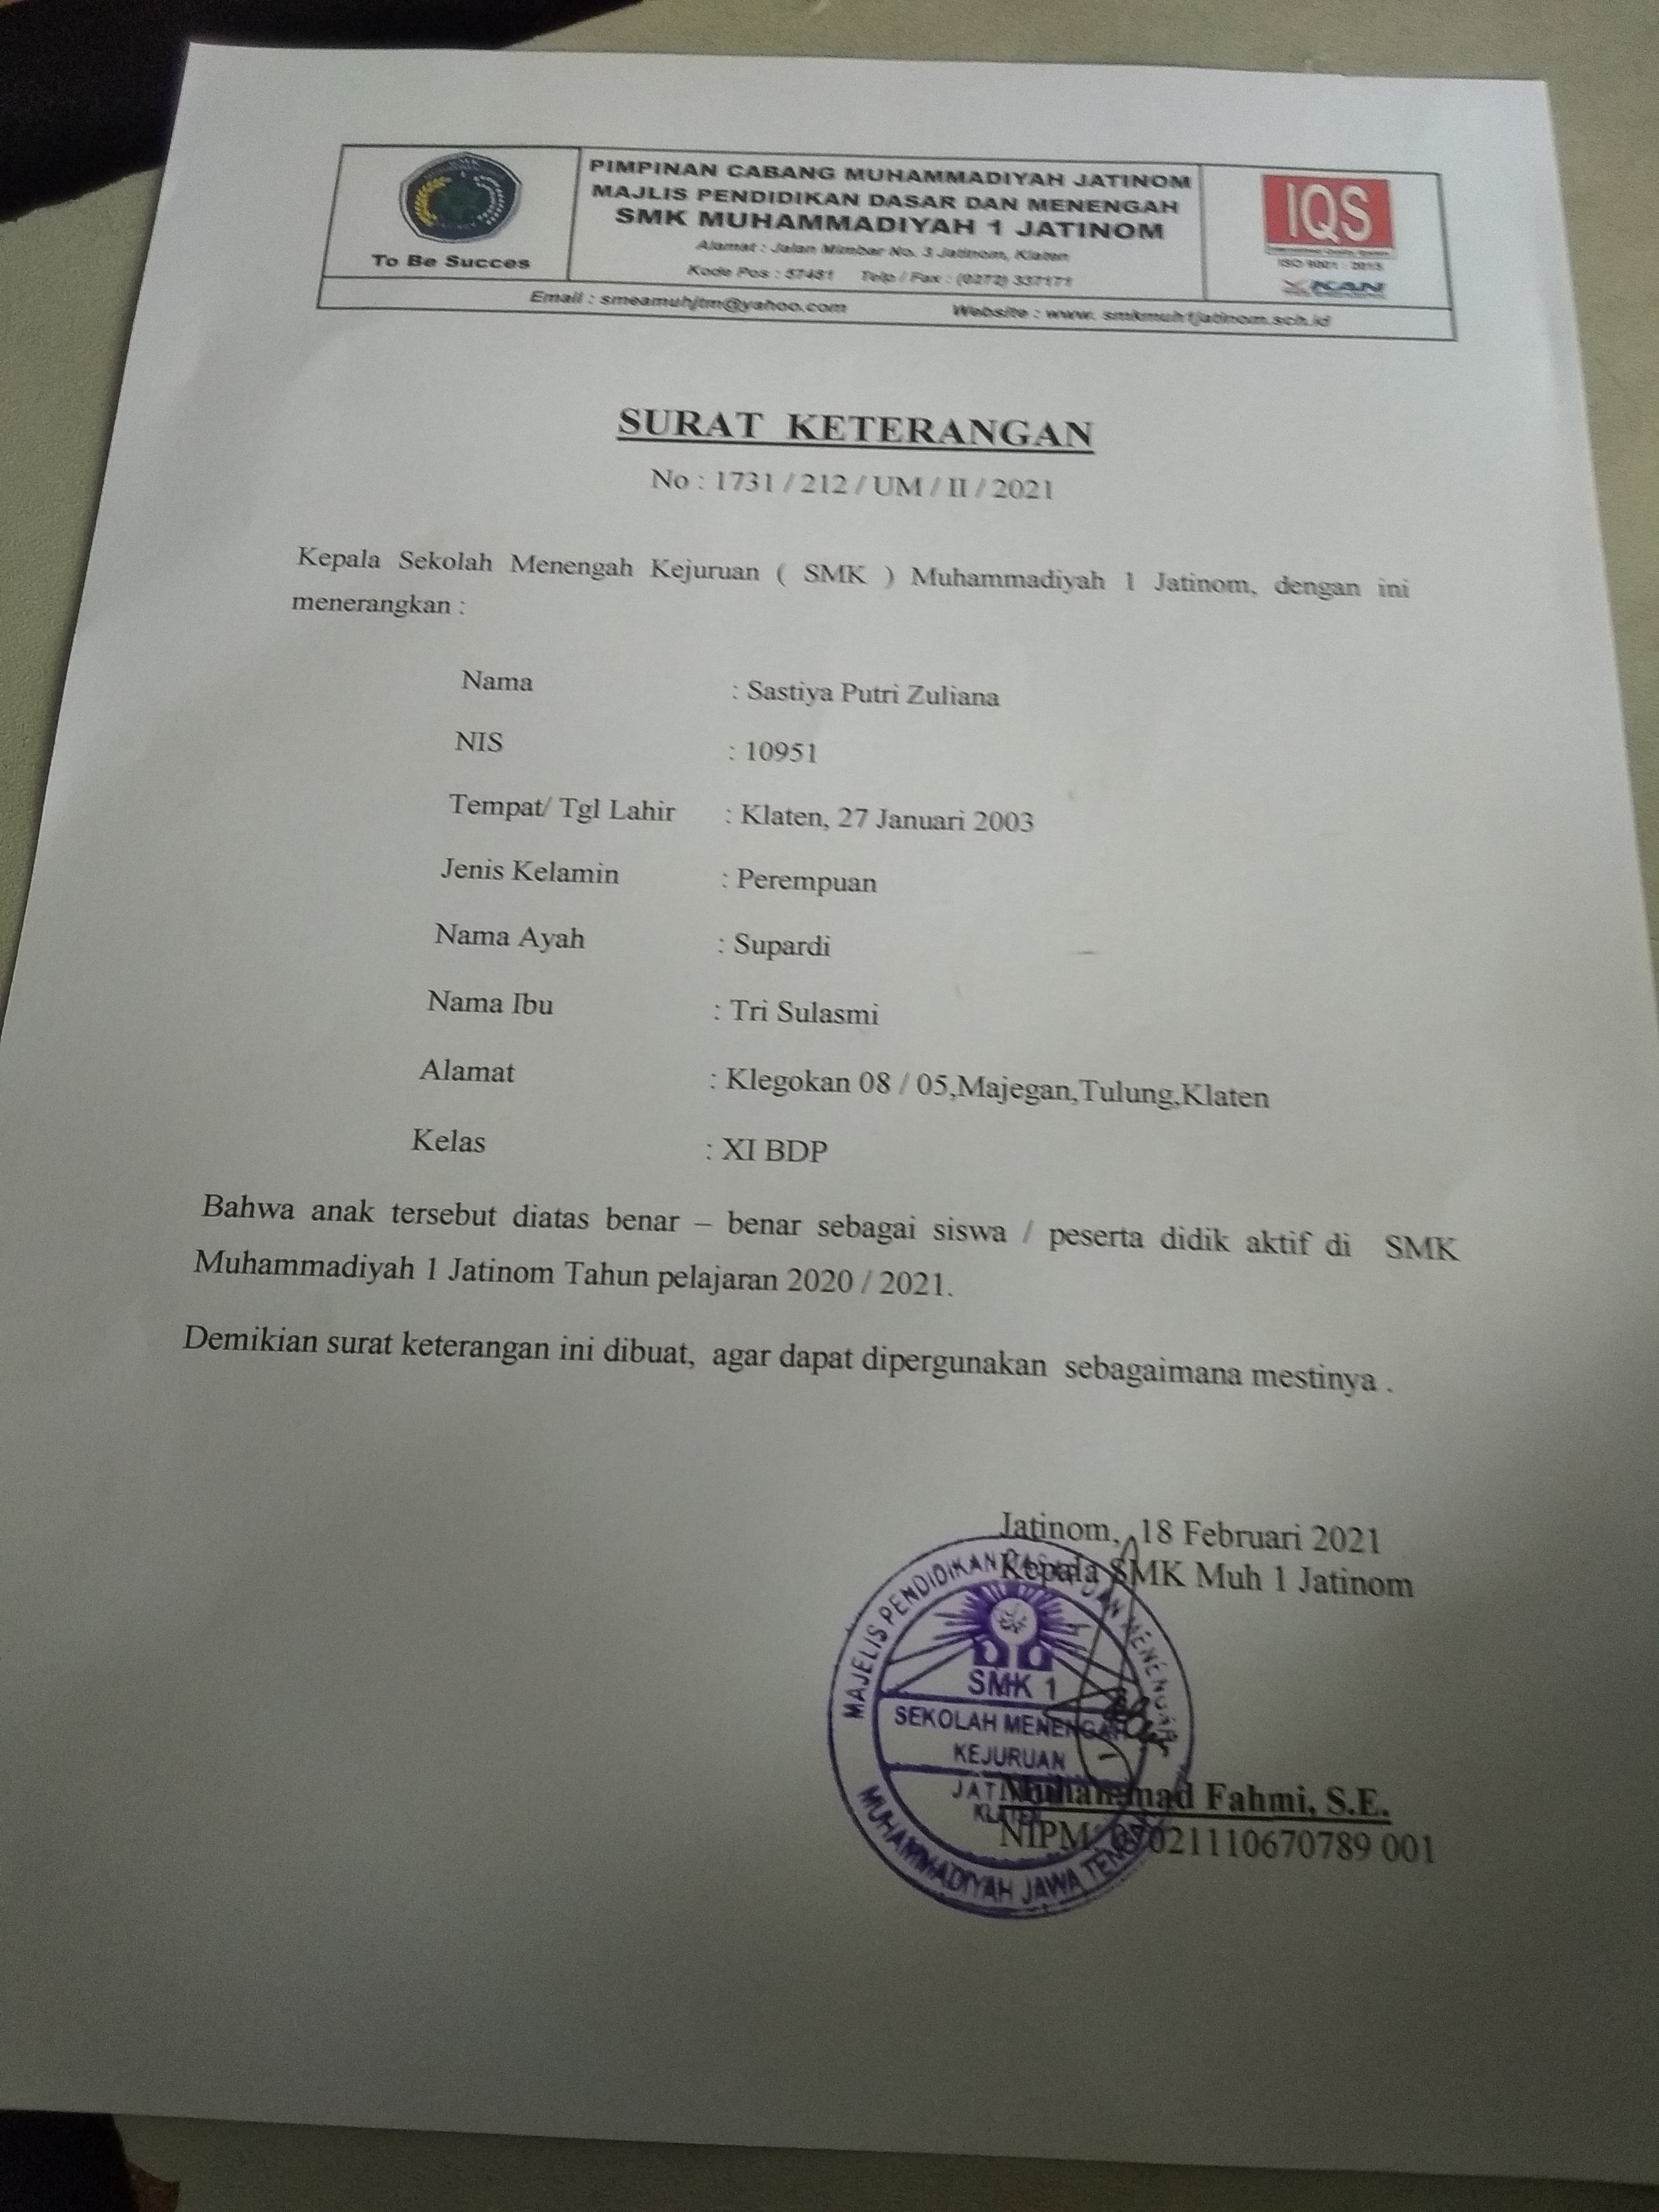 PIMPINAN CABANG MUHAMMADIYAH JATINOM
MAJLIS PENDIDIKAN DASAR DAN MENENGAH
SMK MUHAMMADIYAH 1 JATINOM
Alamat : Jalan Mimbar No. 3 Jatinom, Klaten
Kode Pos : 57481 Telp / Fax : (0272) 337171
To Be Succes
IQS
ISO 9001 : 2015
KAN
Email : smeamuhjtm@yahoo.com Website : www. smkmuh1jatinom.sch.id
SURAT KETERANGAN
No : 1731 / 212 / UM / II / 2021
Kepala Sekolah Menengah Kejuruan ( SMK ) Muhammadiyah 1 Jatinom, dengan ini
menerangkan :
Nama : Sastiya Putri Zuliana
NIS : 10951
Tempat/ Tgl Lahir : Klaten, 27 Januari 2003
Jenis Kelamin : Perempuan
Nama Ayah : Supardi
Nama Ibu : Tri Sulasmi
Alamat : Klegokan 08 / 05,Majegan,Tulung,Klaten
Kelas : XI BDP
Bahwa anak tersebut diatas benar – benar sebagai siswa / peserta didik aktif di SMK
Muhammadiyah 1 Jatinom Tahun pelajaran 2020 / 2021.
Demikian surat keterangan ini dibuat, agar dapat dipergunakan sebagaimana mestinya .
Jatinom, 18 Februari 2021
Kepala SMK Muh 1 Jatinom
MAJELIS PENDIDIKAN DASAR DAN MENENGAH
SMK 1
SEKOLAH MENENGAH
KEJURUAN
KLATEN
MUHAMMADIYAH JAWA TENGAH
Muhammad Fahmi, S.E.
NIPM. 001